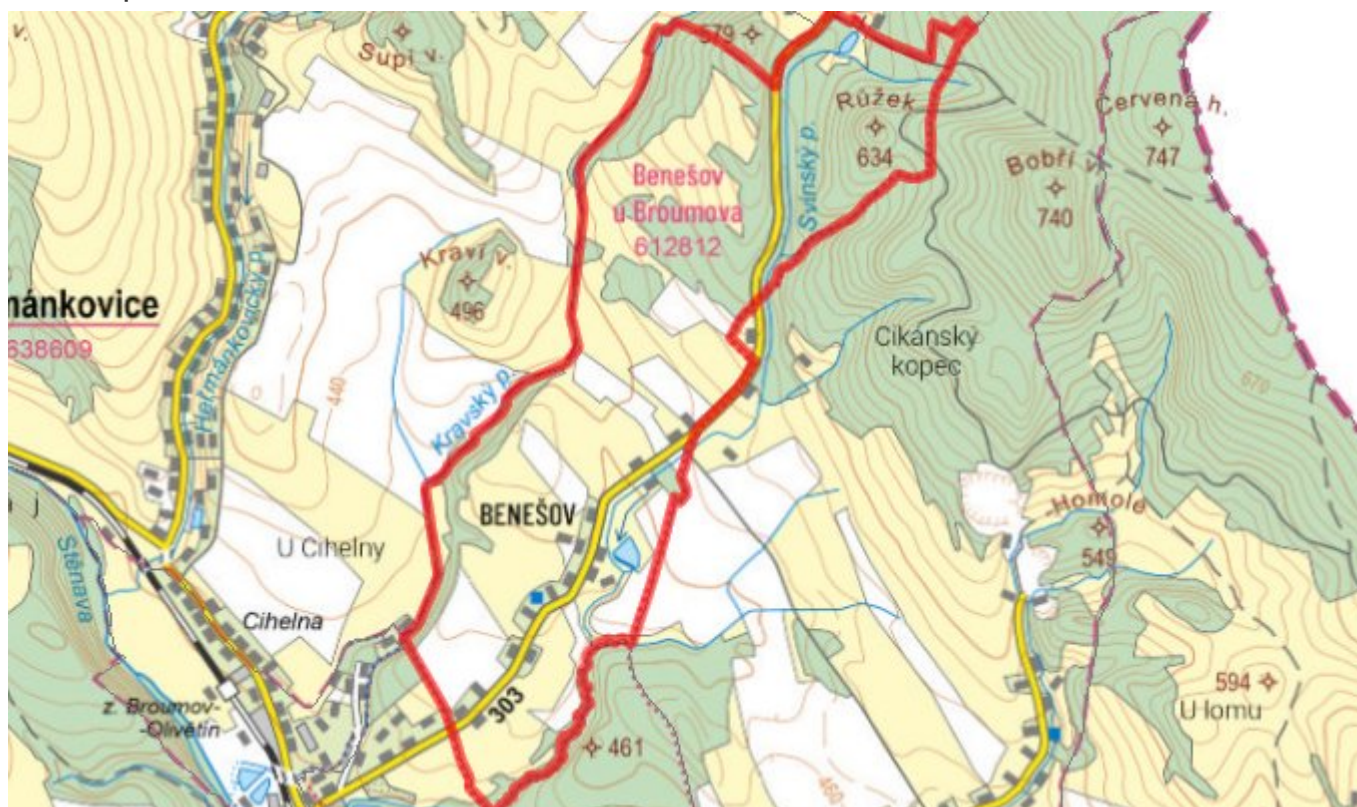 v.
Supí v.
579
Růžek
634
Červená h.
747
Bobří v.
740
Svinský p.
Benešov
u Broumova
612812
Kraví v.
496
mánkovice
638609
Heřmánkovický p.
440
Kravský p.
Cikánský
kopec
670
Homole
549
BENEŠOV
U Cihelny
Stěnava
Cihelna
z. Broumov-
-Olivětín
303
461
460
594
U lomu
j